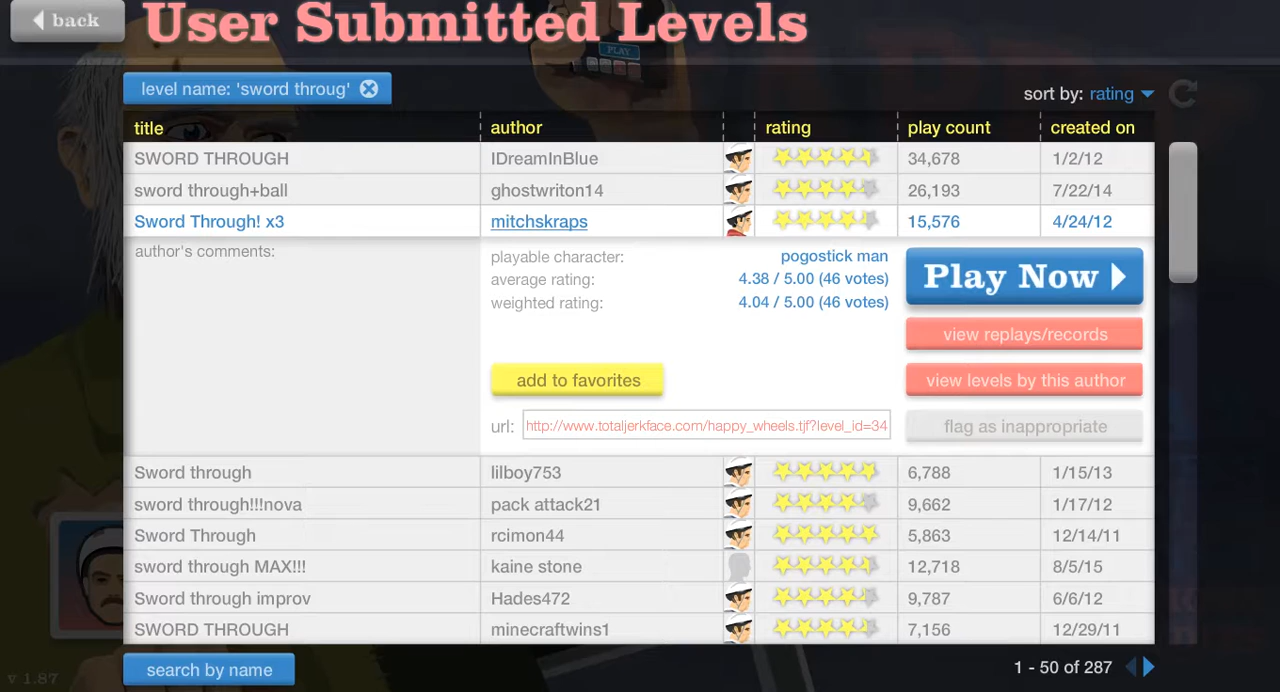 back
User Submitted Levels
PLAY
level name: 'sword throug'
sort by: rating
title author rating play count created on
SWORD THROUGH IDreamInBlue 34,678 1/2/12
sword through+ball ghostwriton14 26,193 7/22/14
Sword Through! x3 mitchskraps 15,576 4/24/12
author's comments:
playable character: pogostick man
average rating: 4.38 / 5.00 (46 votes)
weighted rating: 4.04 / 5.00 (46 votes)
Play Now
view replays/records
add to favorites
view levels by this author
url: http://www.totaljerkface.com/happy_wheels.tjf?level_id=34
flag as inappropriate
Sword through lilboy753 6,788 1/15/13
sword through!!!nova pack attack21 9,662 1/17/12
Sword Through rcimon44 5,863 12/14/11
sword through MAX!!! kaine stone 12,718 8/5/15
Sword through improv Hades472 9,787 6/6/12
SWORD THROUGH minecraftwins1 7,156 12/29/11
search by name
1 - 50 of 287
v 1.87